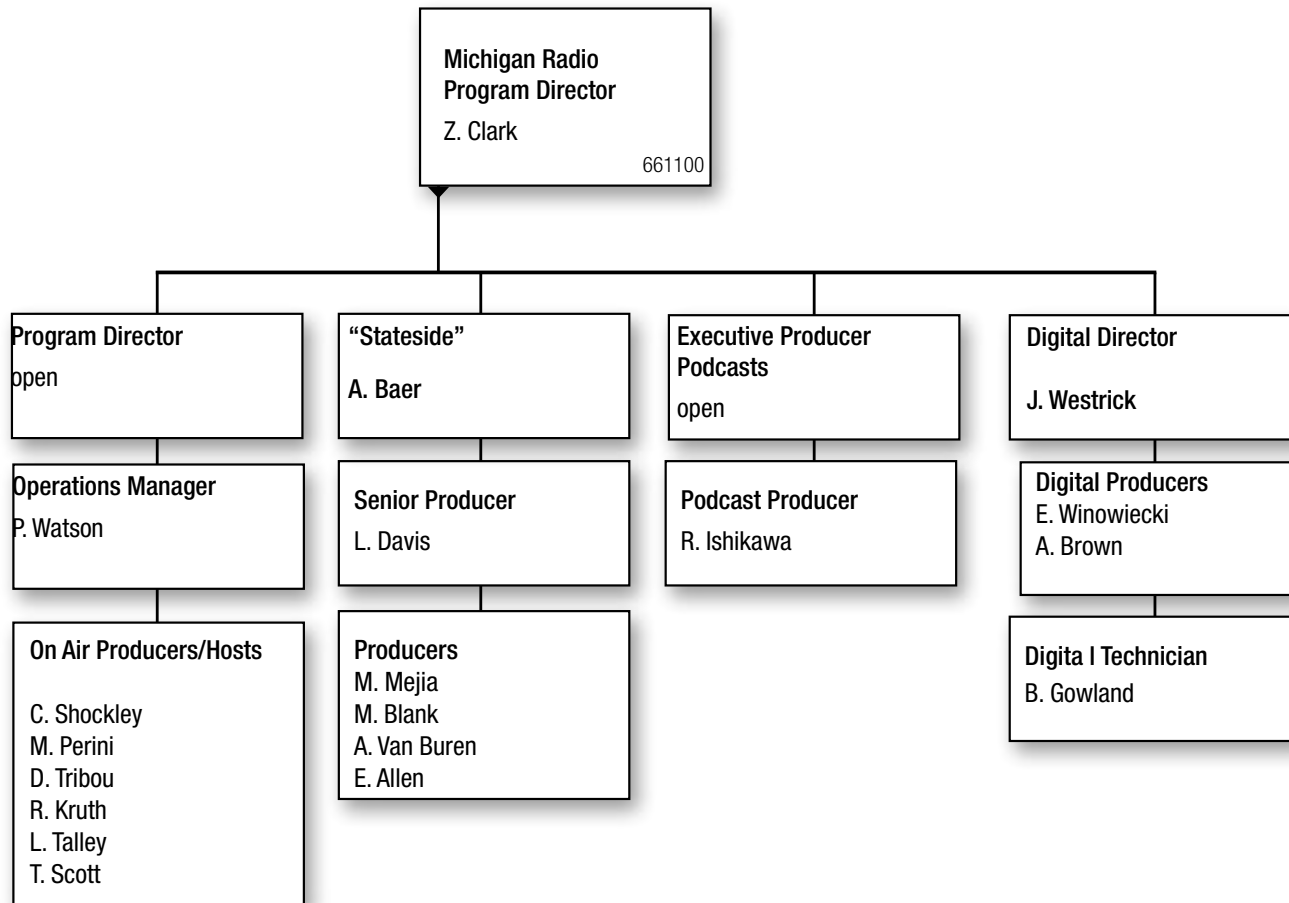 Michigan Radio
Program Director
Z. Clark
661100
Program Director
open
Operations Manager
P. Watson
On Air Producers/Hosts
C. Shockley
M. Perini
D. Tribou
R. Kruth
L. Talley
T. Scott
“Stateside”
A. Baer
Senior Producer
L. Davis
Producers
M. Mejia
M. Blank
A. Van Buren
E. Allen
Executive Producer
Podcasts
open
Podcast Producer
R. Ishikawa
Digital Director
J. Westrick
Digital Producers
E. Winowiecki
A. Brown
Digita l Technician
B. Gowland